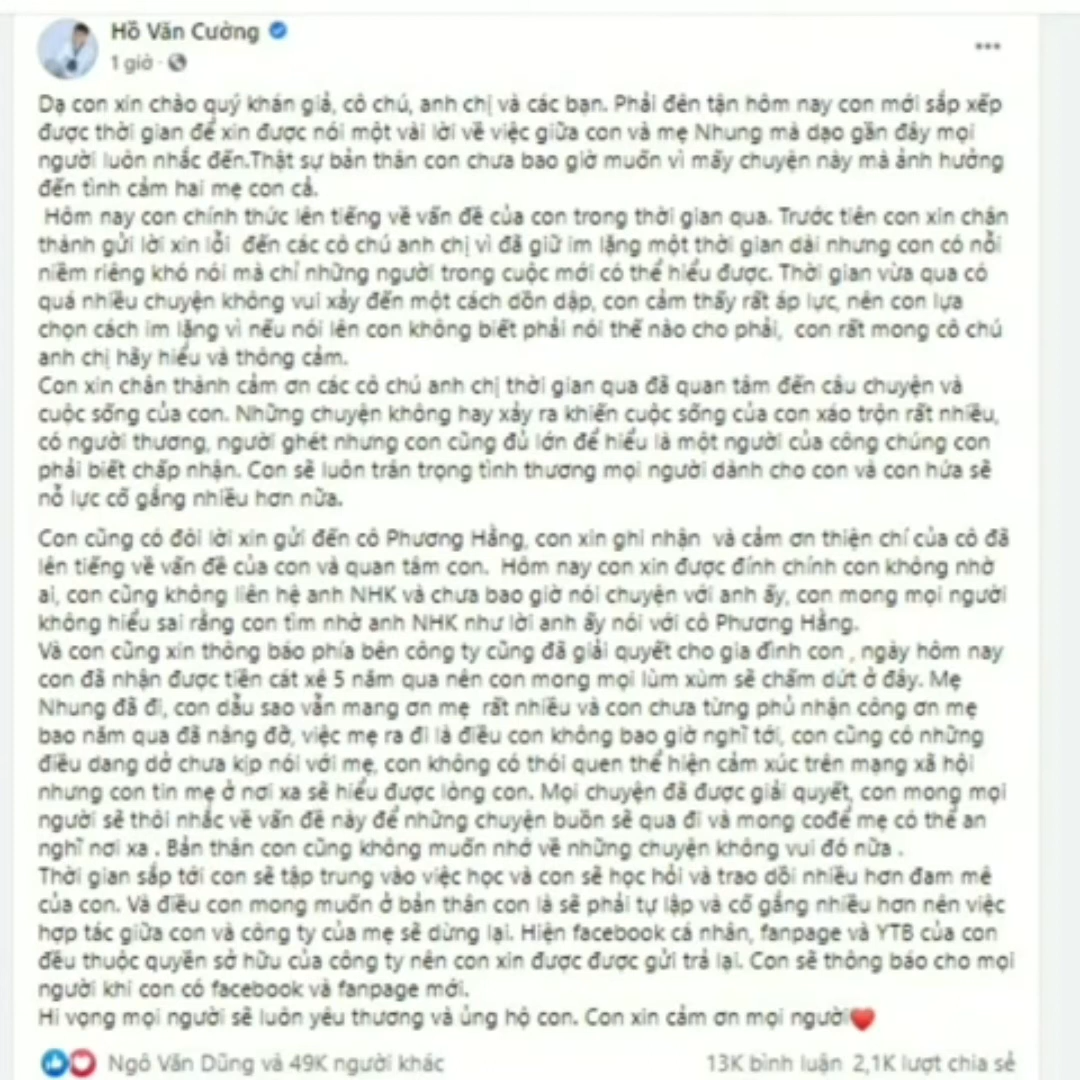 Hồ Văn Cường
1 giờ ·
Dạ con xin chào quý khán giả, cô chú, anh chị và các bạn. Phải đến tận hôm nay con mới sắp xếp
được thời gian để xin được nói một vài lời về việc giữa con và mẹ Nhung mà dạo gần đây mọi
người luôn nhắc đến.Thật sự bản thân con chưa bao giờ muốn vì mấy chuyện này mà ảnh hưởng
đến tình cảm hai mẹ con cả.
Hôm nay con chính thức lên tiếng về vấn đề của con trong thời gian qua. Trước tiên con xin chân
thành gửi lời xin lỗi đến các cô chú anh chị vì đã giữ im lặng một thời gian dài nhưng con có nỗi
niềm riêng khó nói mà chỉ những người trong cuộc mới có thể hiểu được. Thời gian vừa qua có
quá nhiều chuyện không vui xảy đến một cách dồn dập, con cảm thấy rất áp lực, nên con lựa
chọn cách im lặng vì nếu nói lên con không biết phải nói thế nào cho phải, con rất mong cô chú
anh chị hãy hiểu và thông cảm.
Con xin chân thành cảm ơn các cô chú anh chị thời gian qua đã quan tâm đến câu chuyện và
cuộc sống của con. Những chuyện không hay xảy ra khiến cuộc sống của con xáo trộn rất nhiều,
có người thương, người ghét nhưng con cũng đủ lớn để hiểu là một người của công chúng con
phải biết chấp nhận. Con sẽ luôn trân trọng tình thương mọi người dành cho con và con hứa sẽ
nỗ lực cố gắng nhiều hơn nữa.
Con cũng có đôi lời xin gửi đến cô Phương Hằng, con xin ghi nhận và cảm ơn thiện chí của cô đã
lên tiếng về vấn đề của con và quan tâm con. Hôm nay con xin được đính chính con không nhờ
ai, con cũng không liên hệ anh NHK và chưa bao giờ nói chuyện với anh ấy, con mong mọi người
không hiểu sai rằng con tìm nhờ anh NHK như lời anh ấy nói với cô Phương Hằng.
Và con cũng xin thông báo phía bên công ty cũng đã giải quyết cho gia đình con , ngày hôm nay
con đã nhận được tiền cát xê 5 năm qua nên con mong mọi lùm xùm sẽ chấm dứt ở đây. Mẹ
Nhung đã đi, con dẫu sao vẫn mang ơn mẹ rất nhiều và con chưa từng phủ nhận công ơn mẹ
bao năm qua đã nâng đỡ, việc mẹ ra đi là điều con không bao giờ nghĩ tới, con cũng có những
điều dang dở chưa kịp nói với mẹ, con không có thói quen thể hiện cảm xúc trên mạng xã hội
nhưng con tin mẹ ở nơi xa sẽ hiểu được lòng con. Mọi chuyện đã được giải quyết, con mong mọi
người sẽ thôi nhắc về vấn đề này để những chuyện buồn sẽ qua đi và mong cođể mẹ có thể an
nghĩ nơi xa . Bản thân con cũng không muốn nhớ về những chuyện không vui đó nữa .
Thời gian sắp tới con sẽ tập trung vào việc học và con sẽ học hỏi và trao dồi nhiều hơn đam mê
của con. Và điều con mong muốn ở bản thân con là sẽ phải tự lập và cố gắng nhiều hơn nên việc
hợp tác giữa con và công ty của mẹ sẽ dừng lại. Hiện facebook cá nhân, fanpage và YTB của con
đều thuộc quyền sở hữu của công ty nên con xin được được gửi trả lại. Con sẽ thông báo cho mọi
người khi con có facebook và fanpage mới.
Hi vọng mọi người sẽ luôn yêu thương và ủng hộ con. Con xin cảm ơn mọi người❤️
Ngô Văn Dũng và 49K người khác 13K bình luận 2,1K lượt chia sẻ